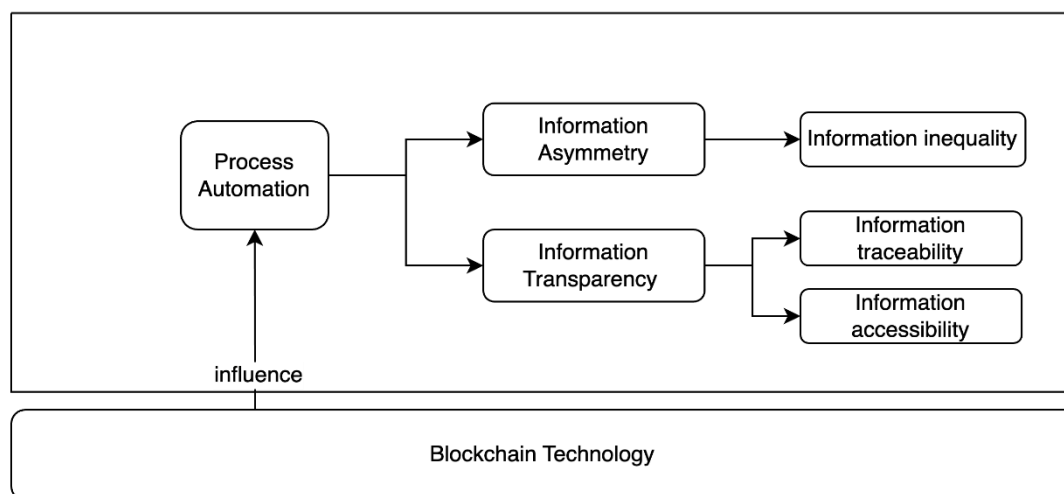 Information
Asymmetry
Information inequality
Process
Automation
Information
traceability
Information
Transparency
Information
accessibility
influence
Blockchain Technology